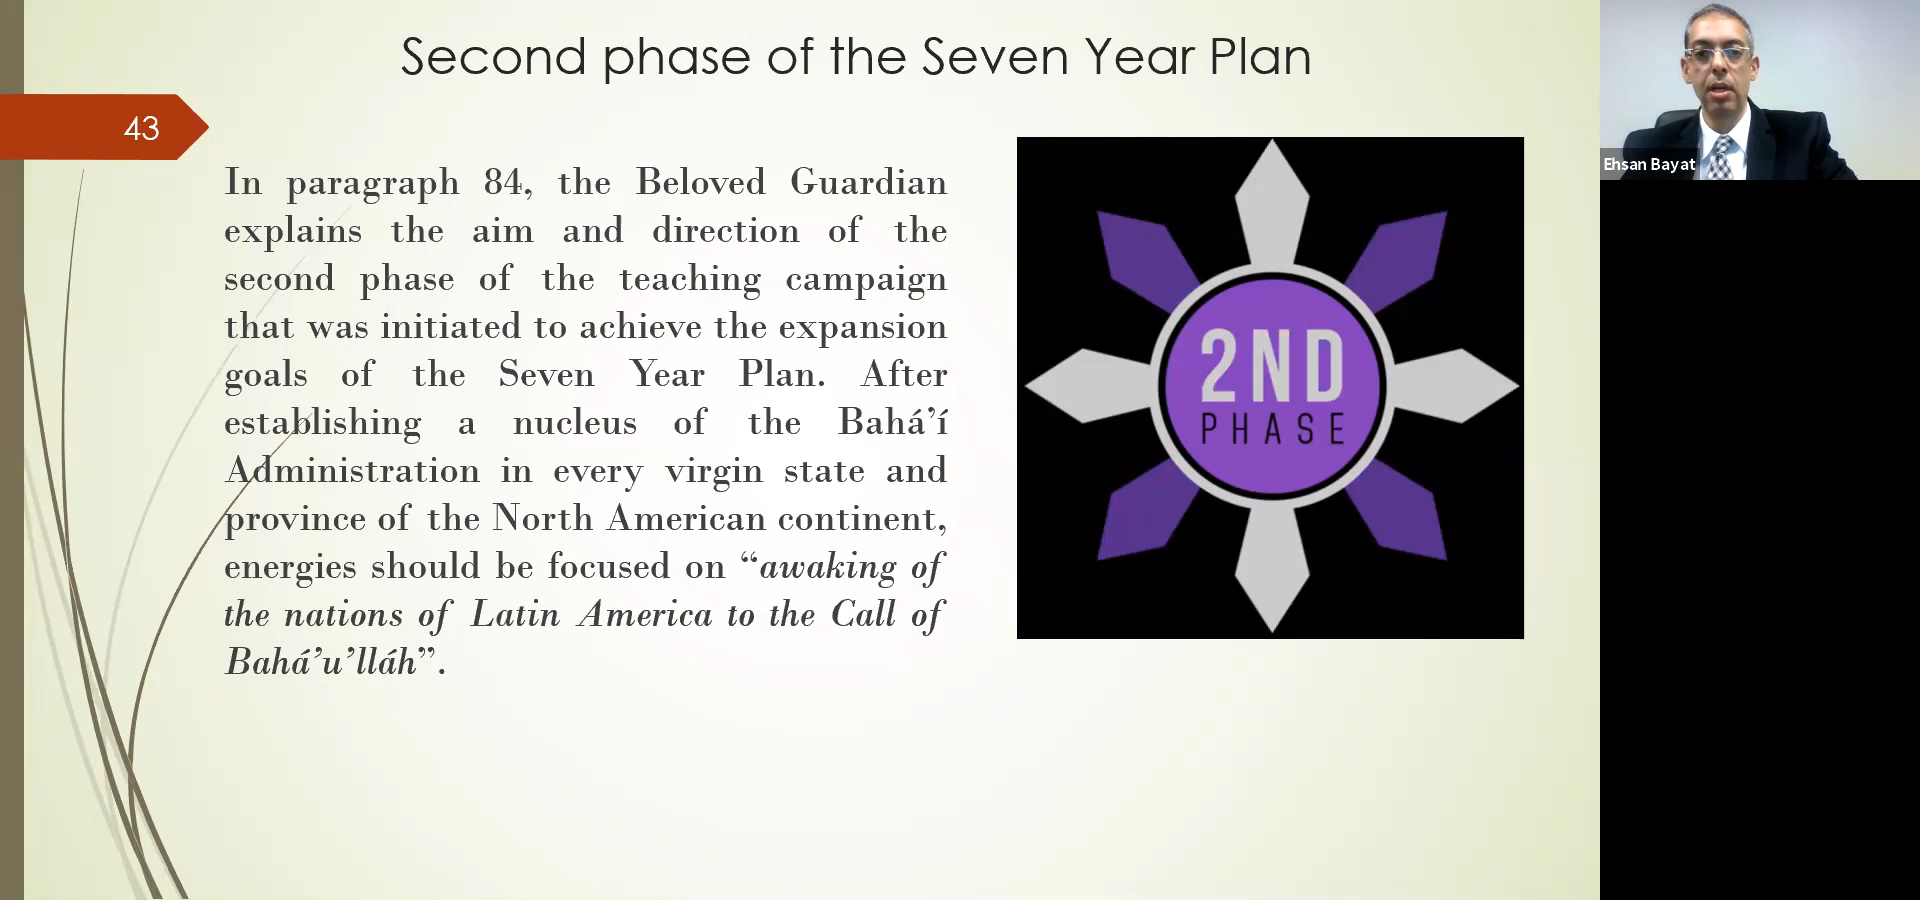 Second phase of the Seven Year Plan
43
In paragraph 84, the Beloved Guardian
explains the aim and direction of the
second phase of the teaching campaign
that was initiated to achieve the expansion
goals of the Seven Year Plan. After
establishing a nucleus of the Bahá’í
Administration in every virgin state and
province of the North American continent,
energies should be focused on “awaking of
the nations of Latin America to the Call of
Bahá’u’lláh”.
2ND
PHASE
Ehsan Bayat